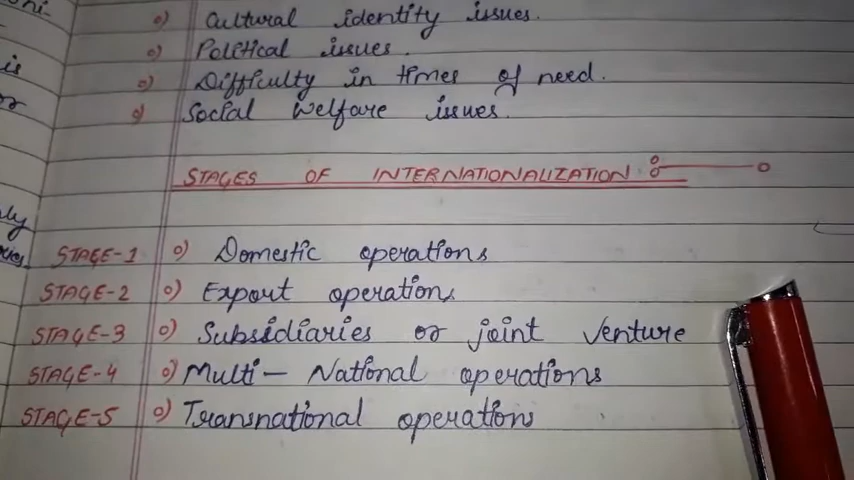 o) Cultural identity issues.
o) Political issues.
o) Difficulty in times of need.
o) Social welfare issues.
STAGES OF INTERNATIONALIZATION :
STAGE-1 o) Domestic operations
STAGE-2 o) Export operations
STAGE-3 o) Subsidiaries or joint venture
STAGE-4 o) Multi- National operations
STAGE-5 o) Transnational operations